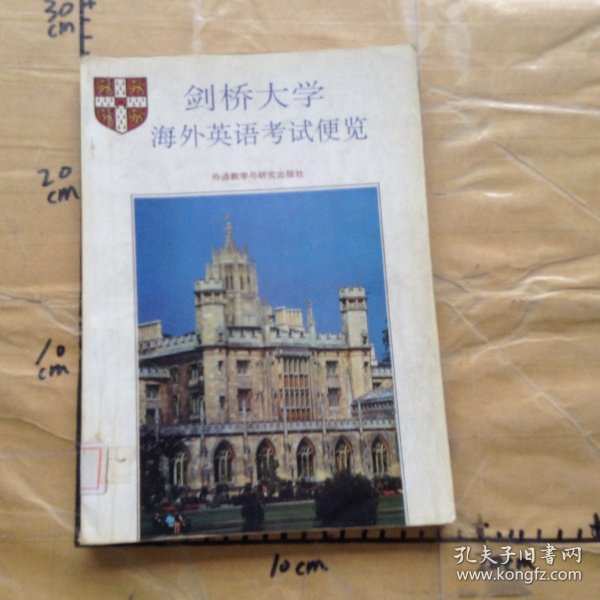 30
cm
剑桥大学
海外英语考试便览
外语教学与研究出版社
20
cm
10
cm
10cm
孔夫子旧书网
www.kongfz.com